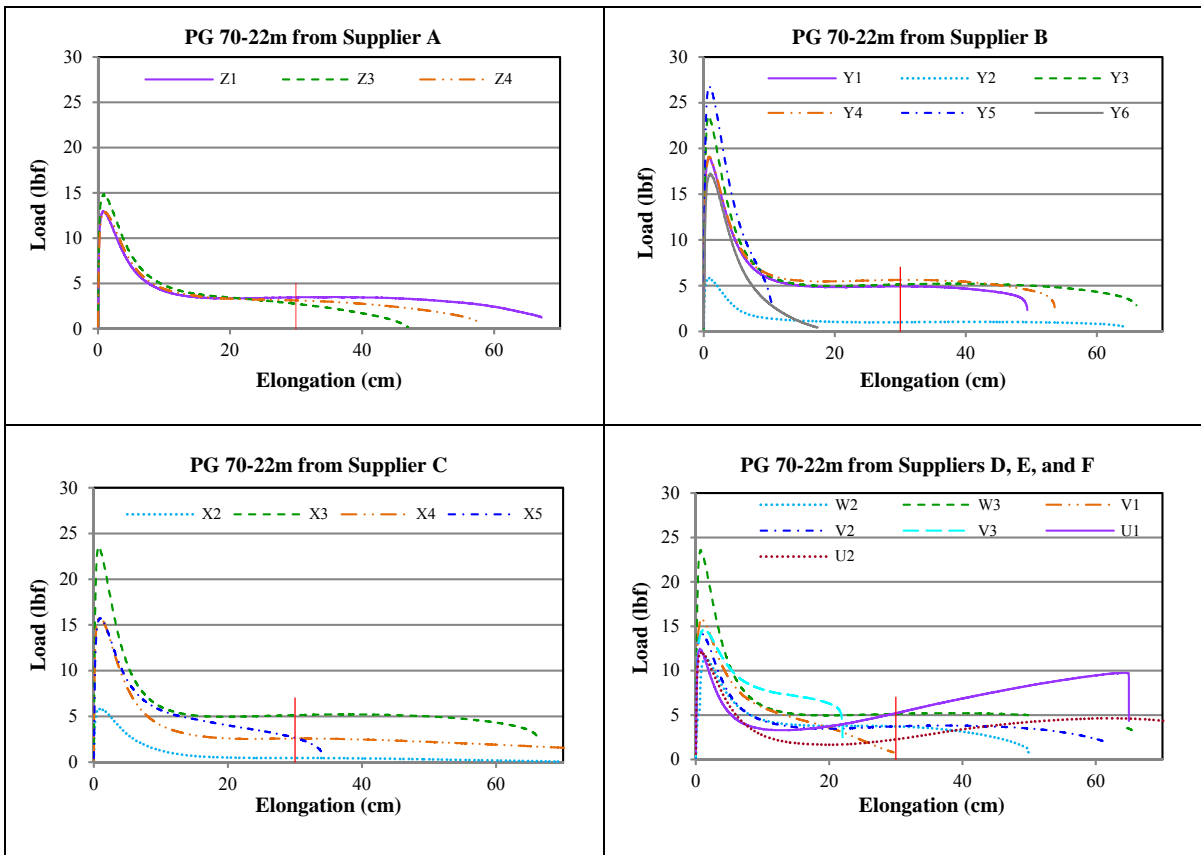 PG 70-22m from Supplier A
Z1 Z3 Z4
30
25
20
15
10
5
0
Load (lbf)
0 20 40 60
Elongation (cm)
PG 70-22m from Supplier B
Y1 Y2 Y3
Y4 Y5 Y6
30
25
20
15
10
5
0
Load (lbf)
0 20 40 60
Elongation (cm)
PG 70-22m from Supplier C
X2 X3 X4 X5
30
25
20
15
10
5
0
Load (lbf)
0 20 40 60
Elongation (cm)
PG 70-22m from Suppliers D, E, and F
W2 W3 V1
V2 V3 U1
U2
30
25
20
15
10
5
0
Load (lbf)
0 20 40 60
Elongation (cm)